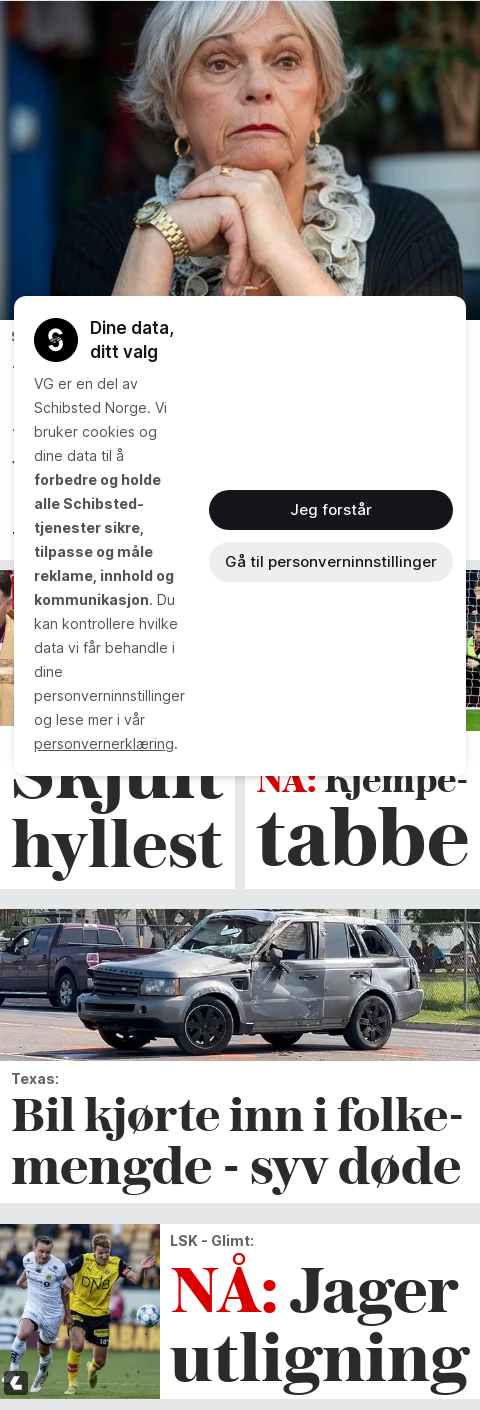 Dine data,
ditt valg
VG er en del av
Schibsted Norge. Vi
bruker cookies og
dine data til å
forbedre og holde
alle Schibsted-
tjenester sikre,
tilpasse og måle
reklame, innhold og
kommunikasjon. Du
kan kontrollere hvilke
data vi får behandle i
dine
personverninnstillinger
og lese mer i vår
personvernerklæring.
Jeg forstår
Gå til personverninnstillinger
Skjult
hyllest
NÅ: Kjempe-
tabbe
Texas:
Bil kjørte inn i folke-
mengde - syv døde
LSK - Glimt:
NÅ: Jager
utligning